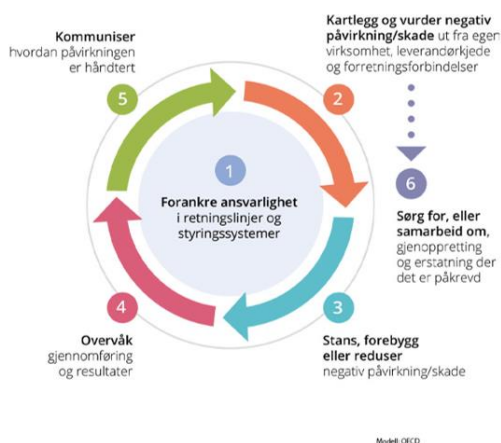 Kommuniser
hvordan påvirkningen
er håndtert
5
Kartlegg og vurder negativ
påvirkning/skade ut fra egen
virksomhet, leverandørkjede
og forretningsforbindelser
2
1
Forankre ansvarlighet
i retningslinjer og
styringssystemer
6
Sørg for, eller
samarbeid om,
gjenoppretting
og erstatning der
det er påkrevd
4
Overvåk
gjennomføring
og resultater
3
Stans, forebygg
eller reduser
negativ påvirkning/skade
Modell: OECD